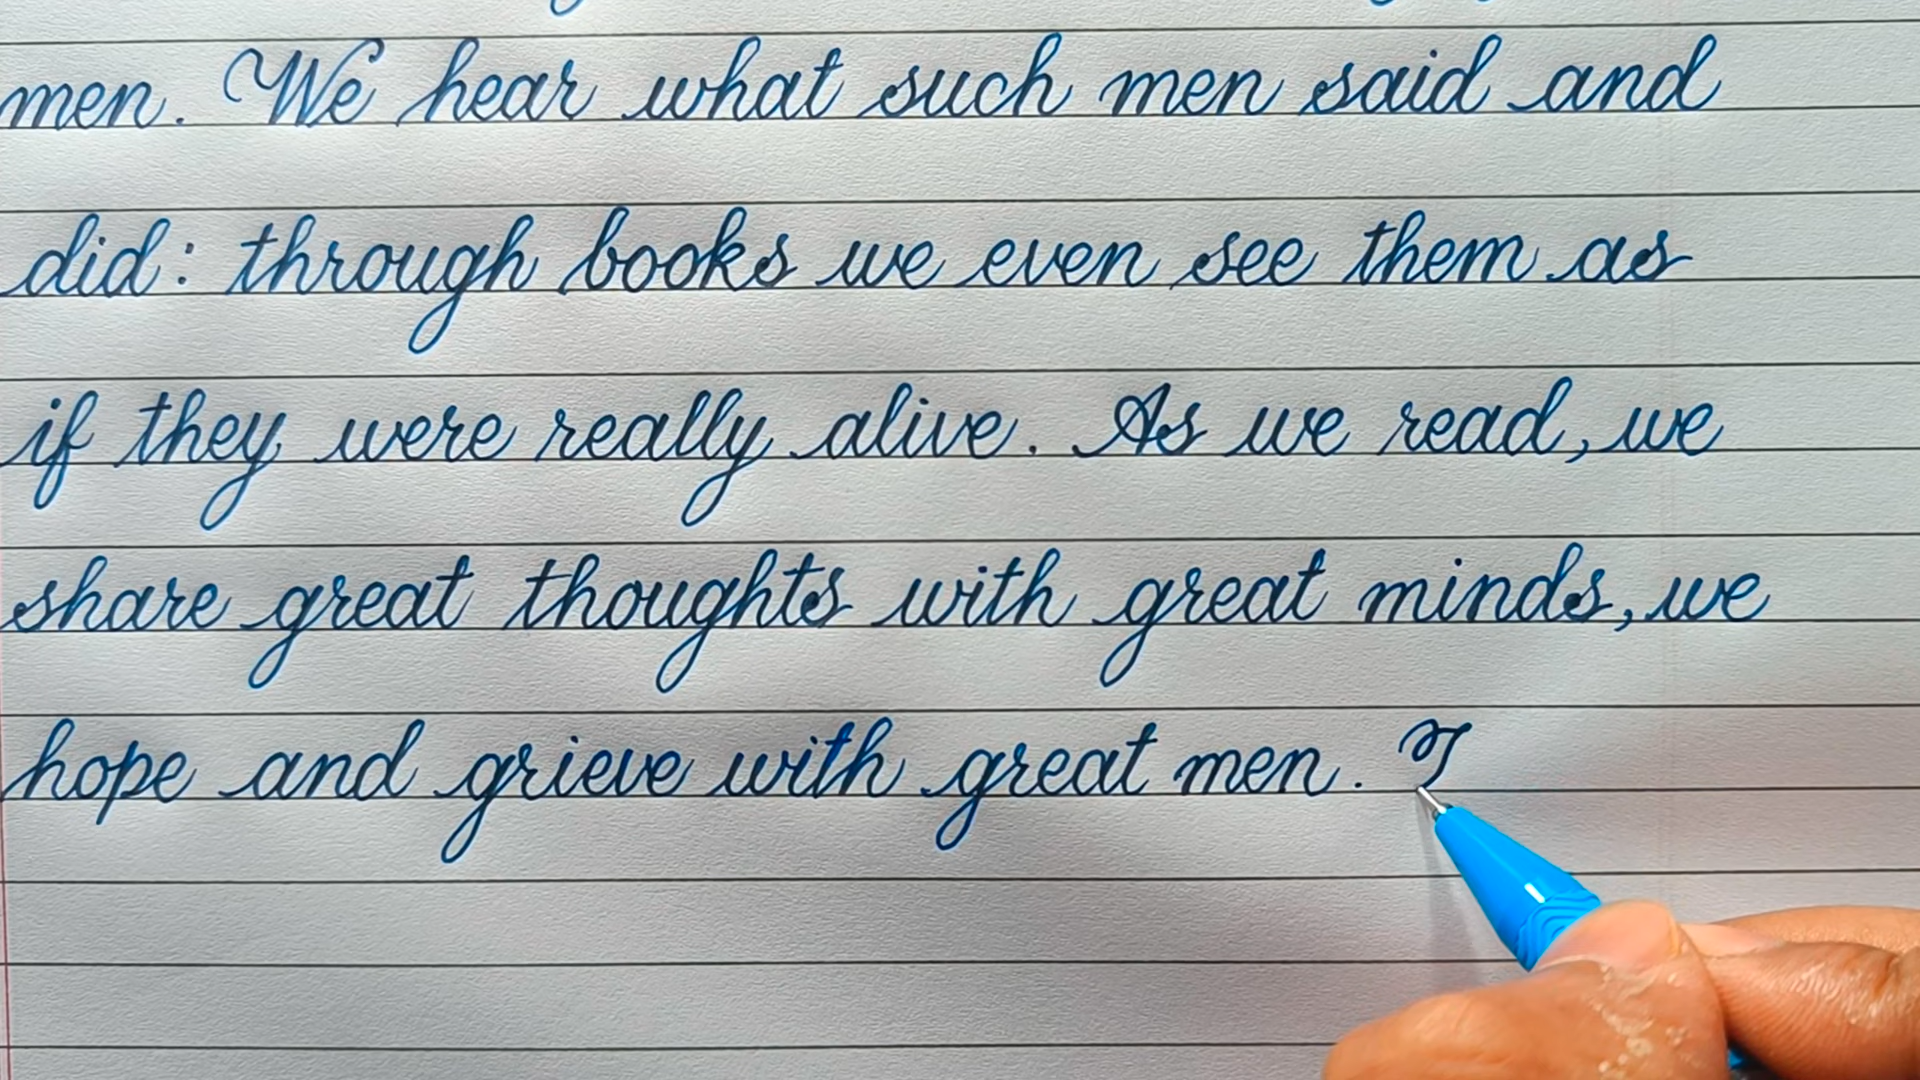 men. We hear what such men said and
did: through books we even see them as
if they were really alive. As we read, we
share great thoughts with great minds, we
hope and grieve with great men. T